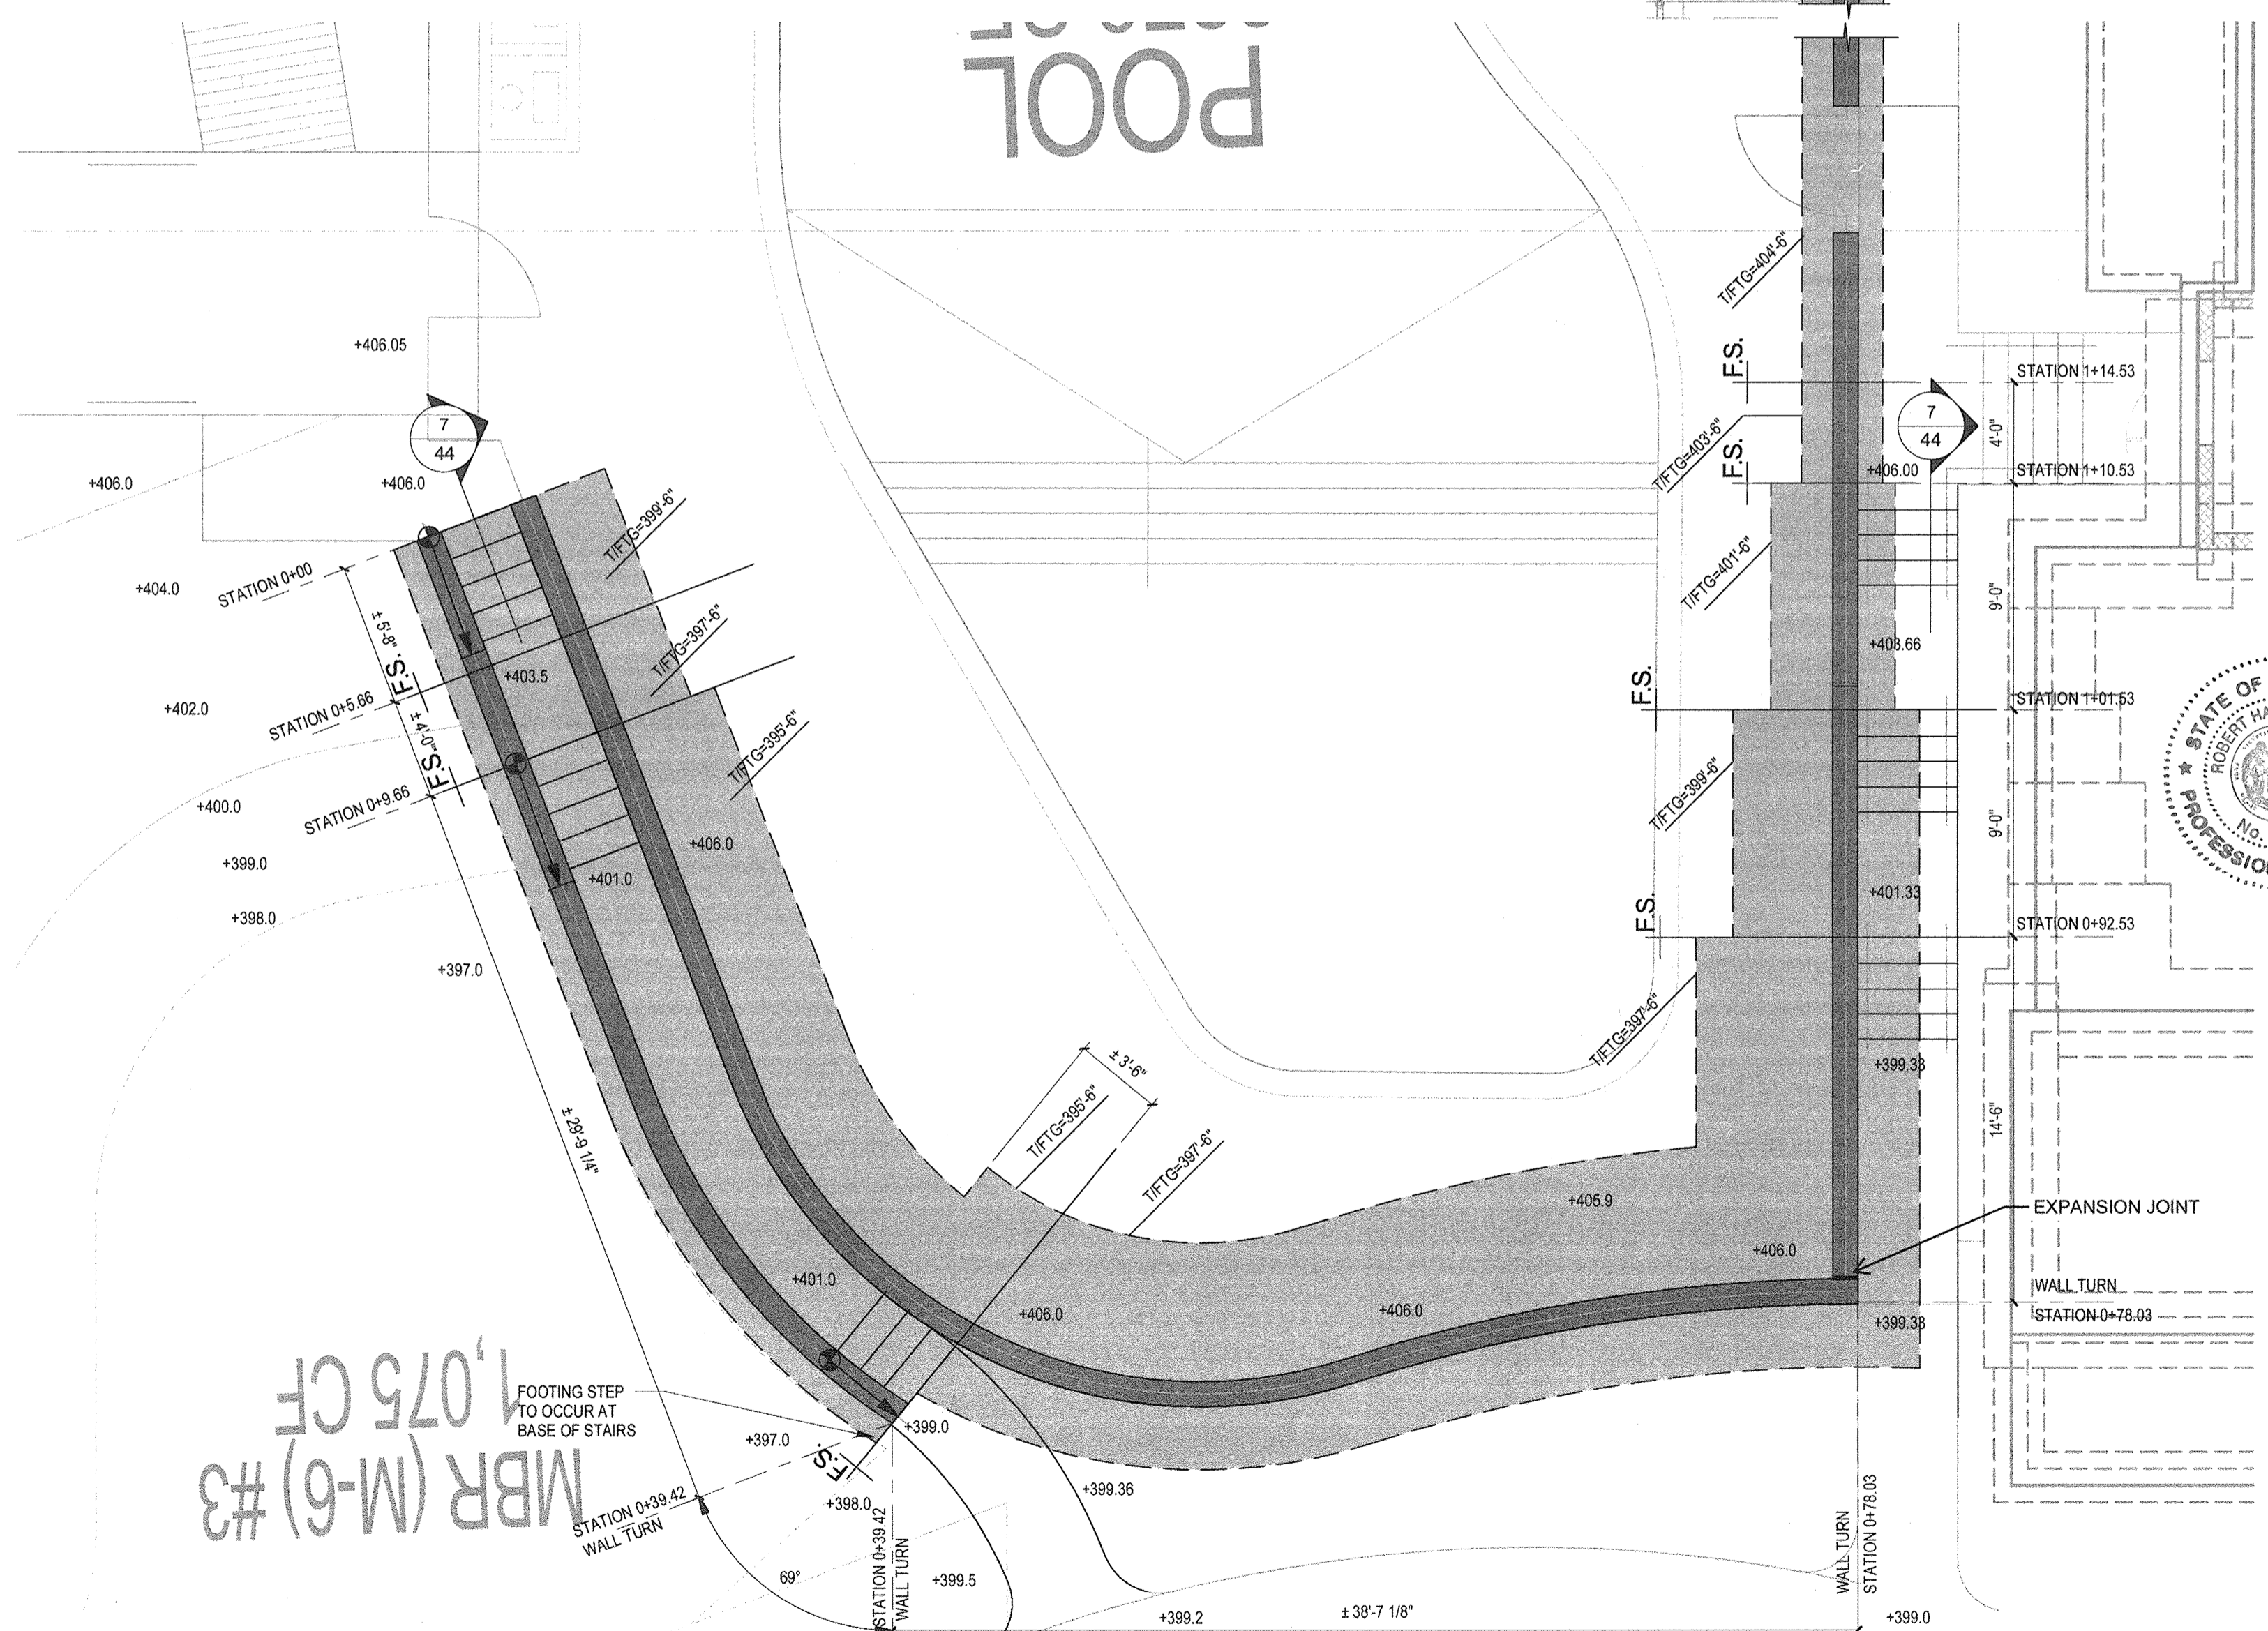 POOL
+406.05
7
44
+406.0
+406.0
+404.0
STATION 0+00
± 5'-8"
F.S.
+402.0
STATION 0+5.66
± 4'-0"
F.S.
+400.0
STATION 0+9.66
+399.0
+398.0
+397.0
+403.5
+401.0
T/FTG=399'-6"
T/FTG=397'-6"
T/FTG=395'-6"
+406.0
± 29'-9 1/4"
± 3'-6"
T/FTG=395'-6"
T/FTG=397'-6"
+401.0
+406.0
+406.0
+405.9
+406.0
MBR (M-6) #3
1,075 CF
FOOTING STEP
TO OCCUR AT
BASE OF STAIRS
+397.0
F.S.
+399.0
+398.0
+399.36
STATION 0+39.42
WALL TURN
69°
STATION 0+39.42
WALL TURN
+399.5
+399.2
± 38'-7 1/8"
+399.0
WALL TURN
STATION 0+78.03
T/FTG=404'-6"
F.S.
T/FTG=403'-6"
F.S.
T/FTG=401'-6"
F.S.
T/FTG=399'-6"
F.S.
T/FTG=397'-6"
7
44
+406.00
+403.66
+401.33
+399.33
+399.33
STATION 1+14.53
4'-0"
STATION 1+10.53
9'-0"
STATION 1+01.53
9'-0"
STATION 0+92.53
14'-6"
EXPANSION JOINT
WALL TURN
STATION 0+78.03
STATE OF
ROBERT
No.